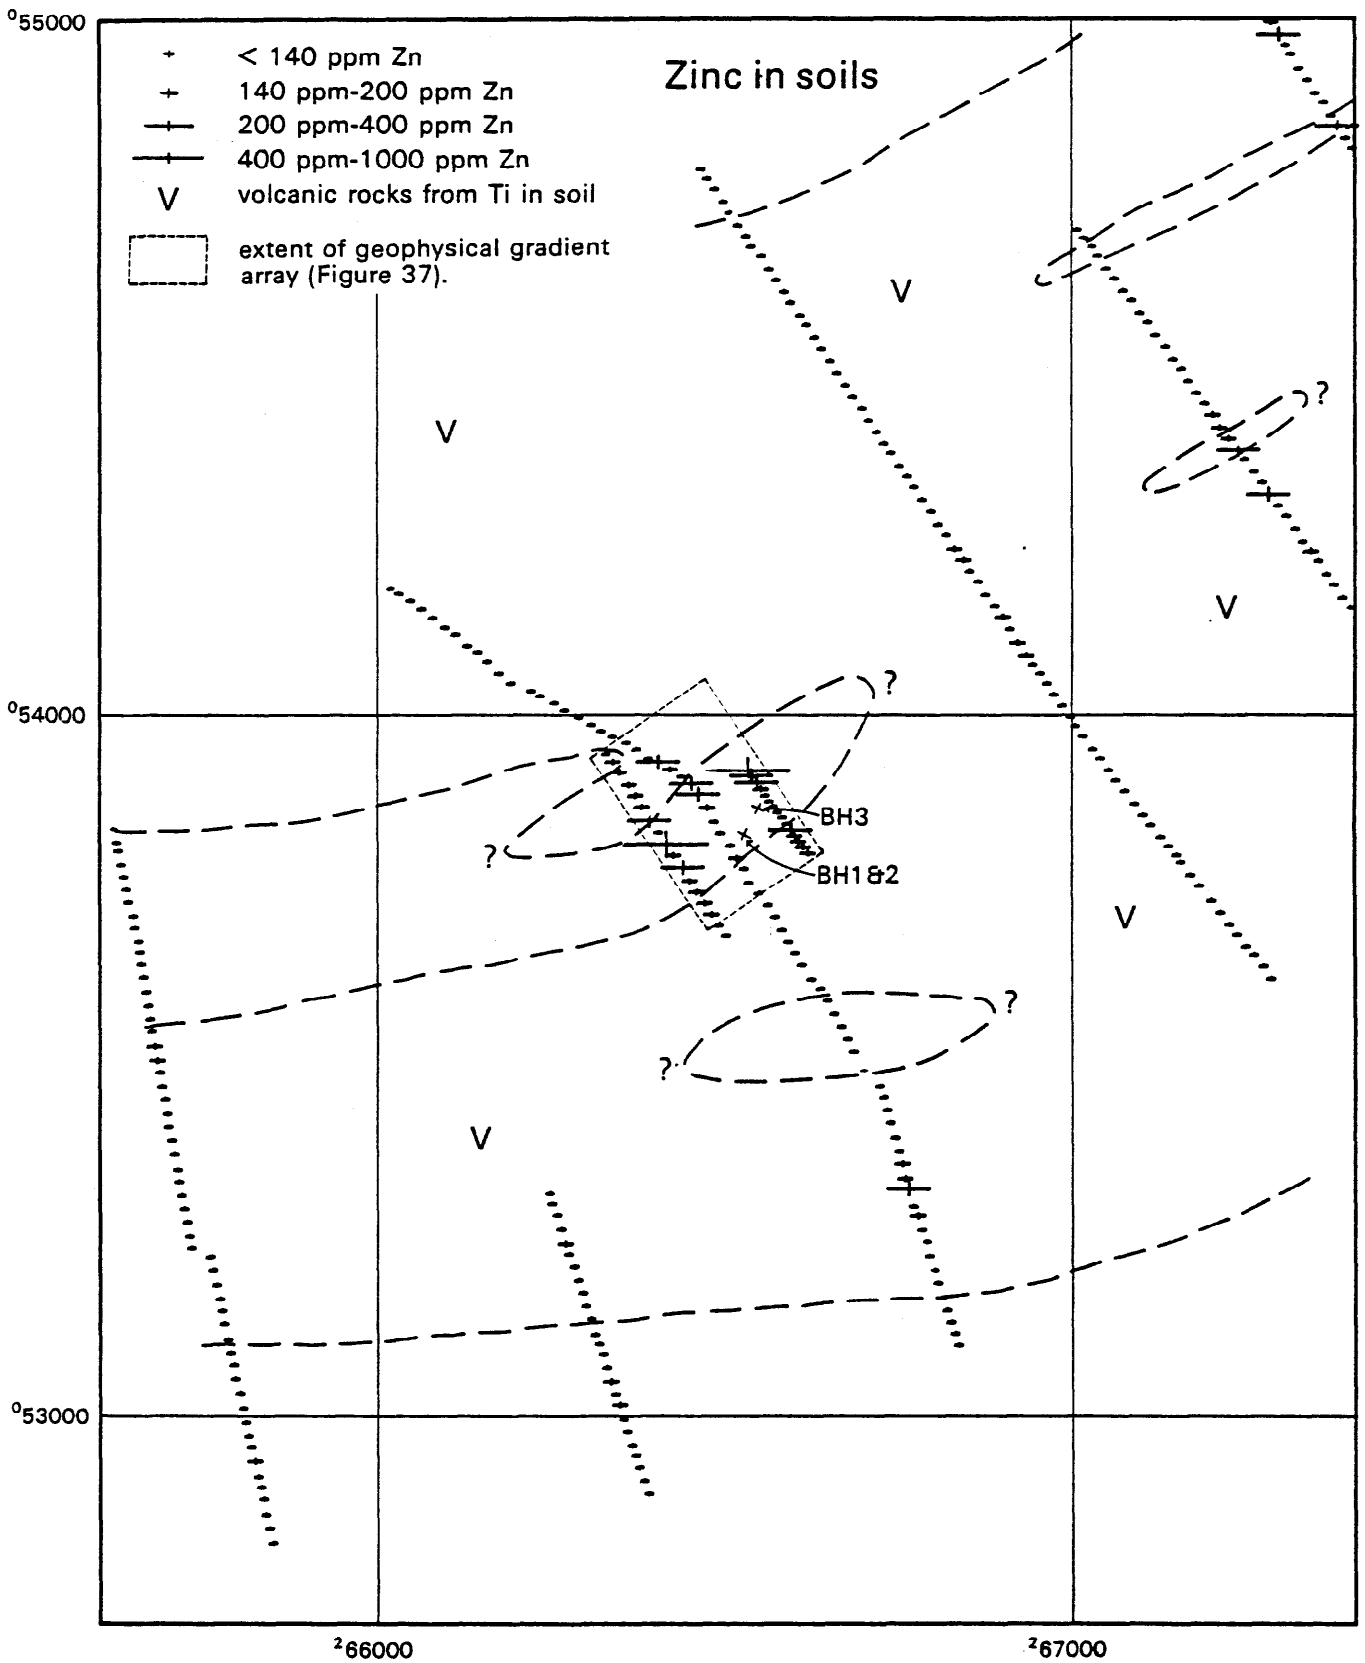 ⁰55000
< 140 ppm Zn
140 ppm-200 ppm Zn
200 ppm-400 ppm Zn
400 ppm-1000 ppm Zn
V volcanic rocks from Ti in soil
extent of geophysical gradient
array (Figure 37).
Zinc in soils
V
?
V
V
⁰54000
?
BH3
?
BH1&2
V
?
?
V
⁰53000
²66000
²67000